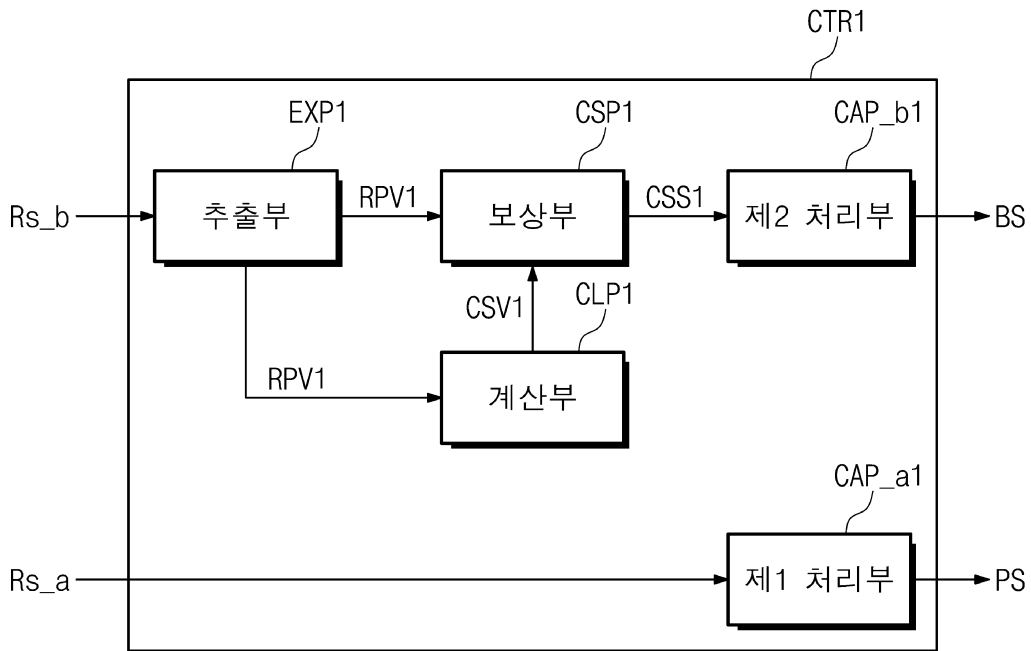 CTR1
EXP1
CSP1
CAP_b1
Rs_b
추출부
RPV1
보상부
CSS1
제2 처리부
BS
CSV1
CLP1
RPV1
계산부
CAP_a1
Rs_a
제1 처리부
PS